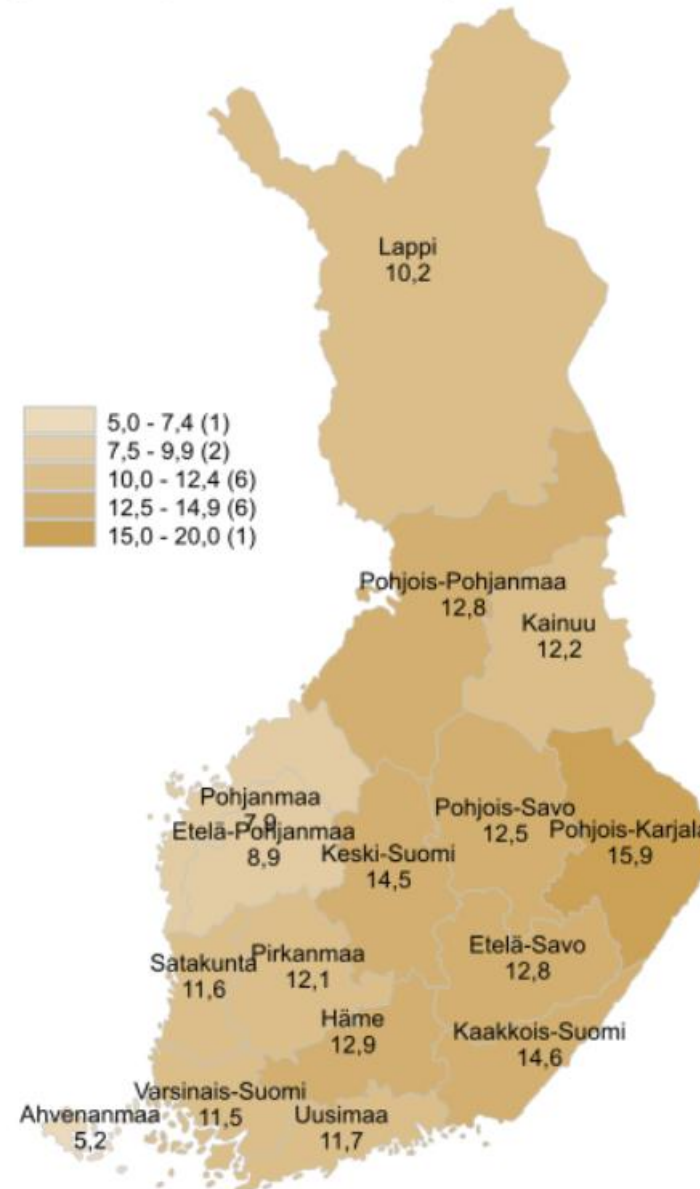 Lappi
10,2
5,0 - 7,4 (1)
7,5 - 9,9 (2)
10,0 - 12,4 (6)
12,5 - 14,9 (6)
15,0 - 20,0 (1)
Pohjois-Pohjanmaa
12,8
Kainuu
12,2
Pohjanmaa
7,9
Etelä-Pohjanmaa
8,9
Keski-Suomi
14,5
Pohjois-Savo
12,5
Pohjois-Karjala
15,9
Satakunta
11,6
Pirkanmaa
12,1
Etelä-Savo
12,8
Häme
12,9
Kaakkois-Suomi
14,6
Ahvenanmaa
5,2
Varsinais-Suomi
11,5
Uusimaa
11,7